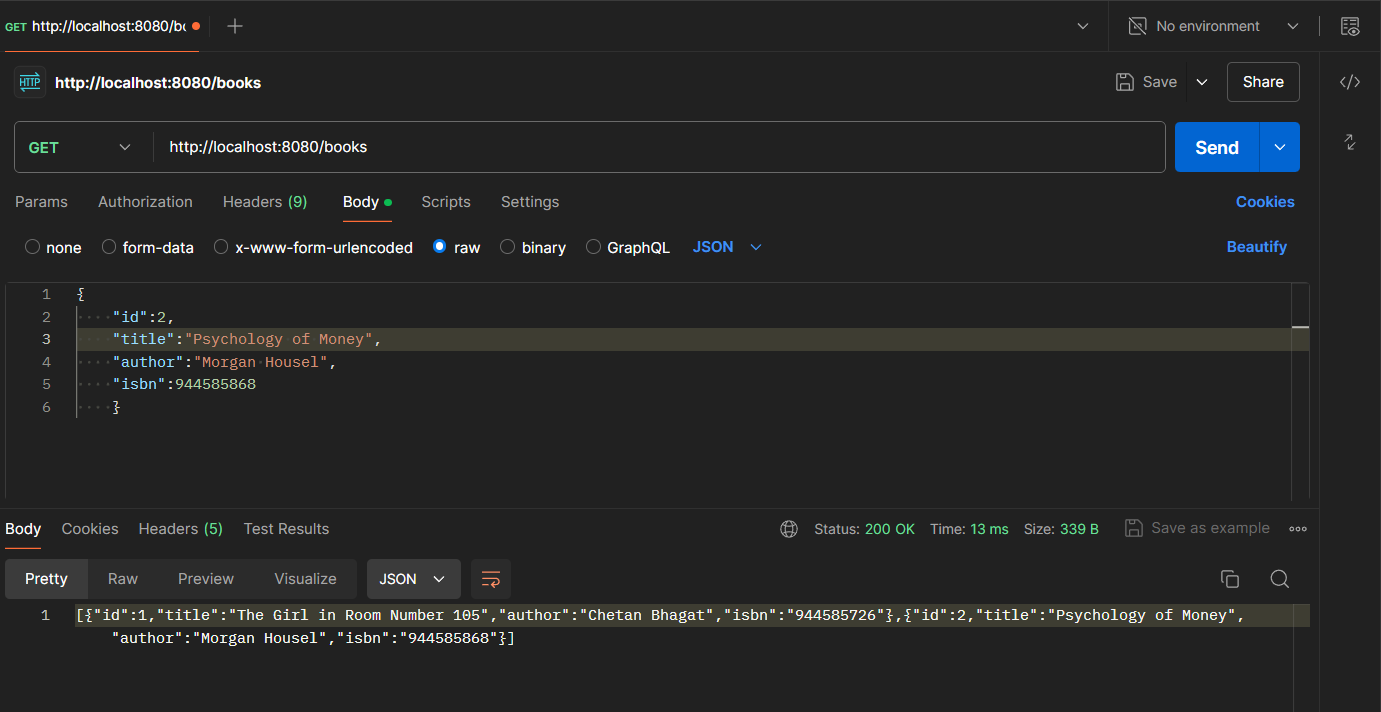 GET http://localhost:8080/bo
No environment
HTTP http://localhost:8080/books
Save
Share
GET http://localhost:8080/books
Send
Params Authorization Headers (9) Body Scripts Settings Cookies
none form-data x-www-form-urlencoded raw binary GraphQL JSON Beautify
1 {
2 "id":2,
3 "title":"Psychology of Money",
4 "author":"Morgan Housel",
5 "isbn":944585868
6 }
Body Cookies Headers (5) Test Results Status: 200 OK Time: 13 ms Size: 339 B Save as example
Pretty Raw Preview Visualize JSON
1 [{"id":1,"title":"The Girl in Room Number 105","author":"Chetan Bhagat","isbn":"944585726"},{"id":2,"title":"Psychology of Money",
"author":"Morgan Housel","isbn":"944585868"}]